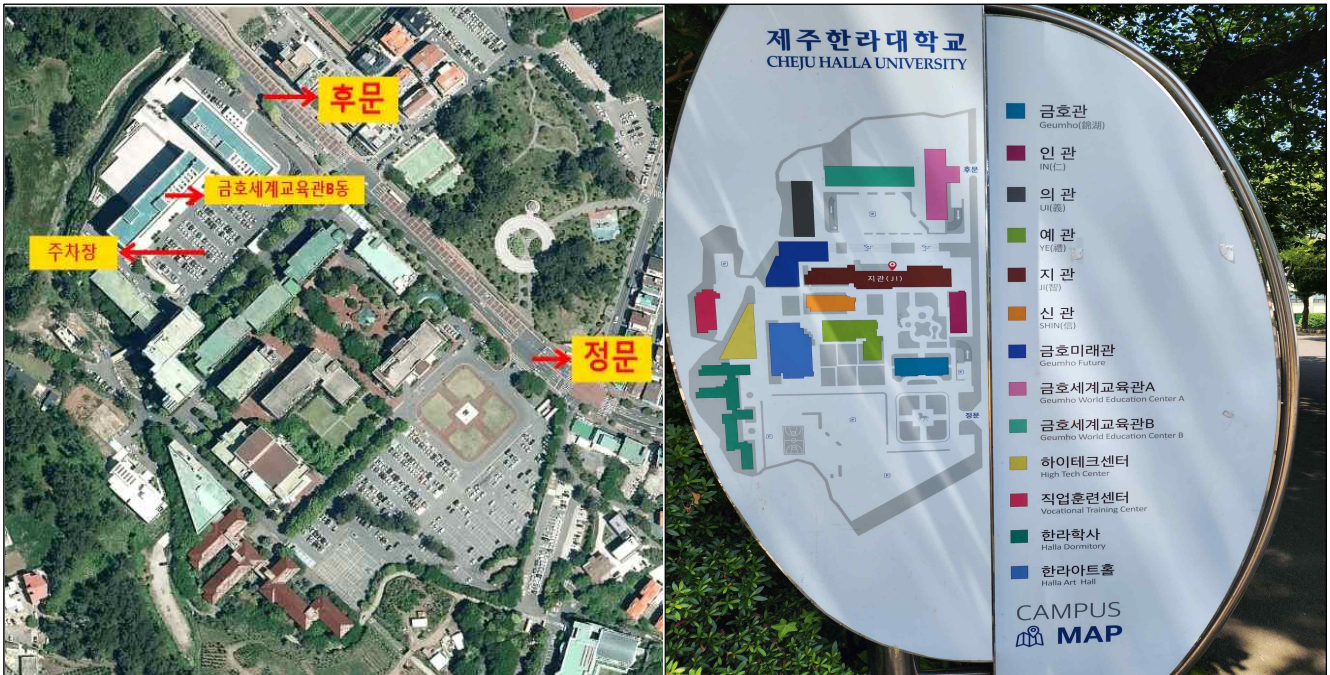 후문
금호세계교육관B동
주차장
정문
제주한라대학교
CHEJU HALLA UNIVERSITY
후문
지관(JI)
정문
금호관
Geumho(錦湖)
인 관
IN(仁)
의 관
UI(義)
예 관
YE(禮)
지 관
JI(智)
신 관
SHIN(信)
금호미래관
Geumho Future
금호세계교육관A
Geumho World Education Center A
금호세계교육관B
Geumho World Education Center B
하이테크센터
High Tech Center
직업훈련센터
Vocational Training Center
한라학사
Halla Dormitory
한라아트홀
Halla Art Hall
CAMPUS
MAP